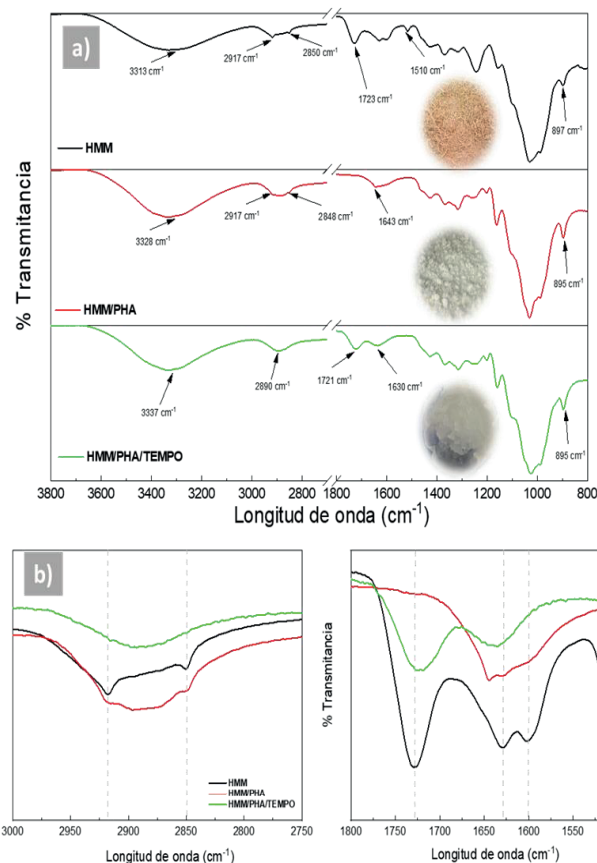 a)
3313 cm⁻¹
2917 cm⁻¹
2850 cm⁻¹
1723 cm⁻¹
1510 cm⁻¹
897 cm⁻¹
HMM
3328 cm⁻¹
2917 cm⁻¹
2848 cm⁻¹
1643 cm⁻¹
895 cm⁻¹
HMM/PHA
3337 cm⁻¹
2890 cm⁻¹
1721 cm⁻¹
1630 cm⁻¹
895 cm⁻¹
HMM/PHA/TEMPO
% Transmitancia
3800 3600 3400 3200 3000 2800 1800 1600 1400 1200 1000 800
Longitud de onda (cm⁻¹)
b)
HMM
HMM/PHA
HMM/PHA/TEMPO
3000 2950 2900 2850 2800 2750
Longitud de onda (cm⁻¹)
% Transmitancia
1800 1750 1700 1650 1600 1550
Longitud de onda (cm⁻¹)